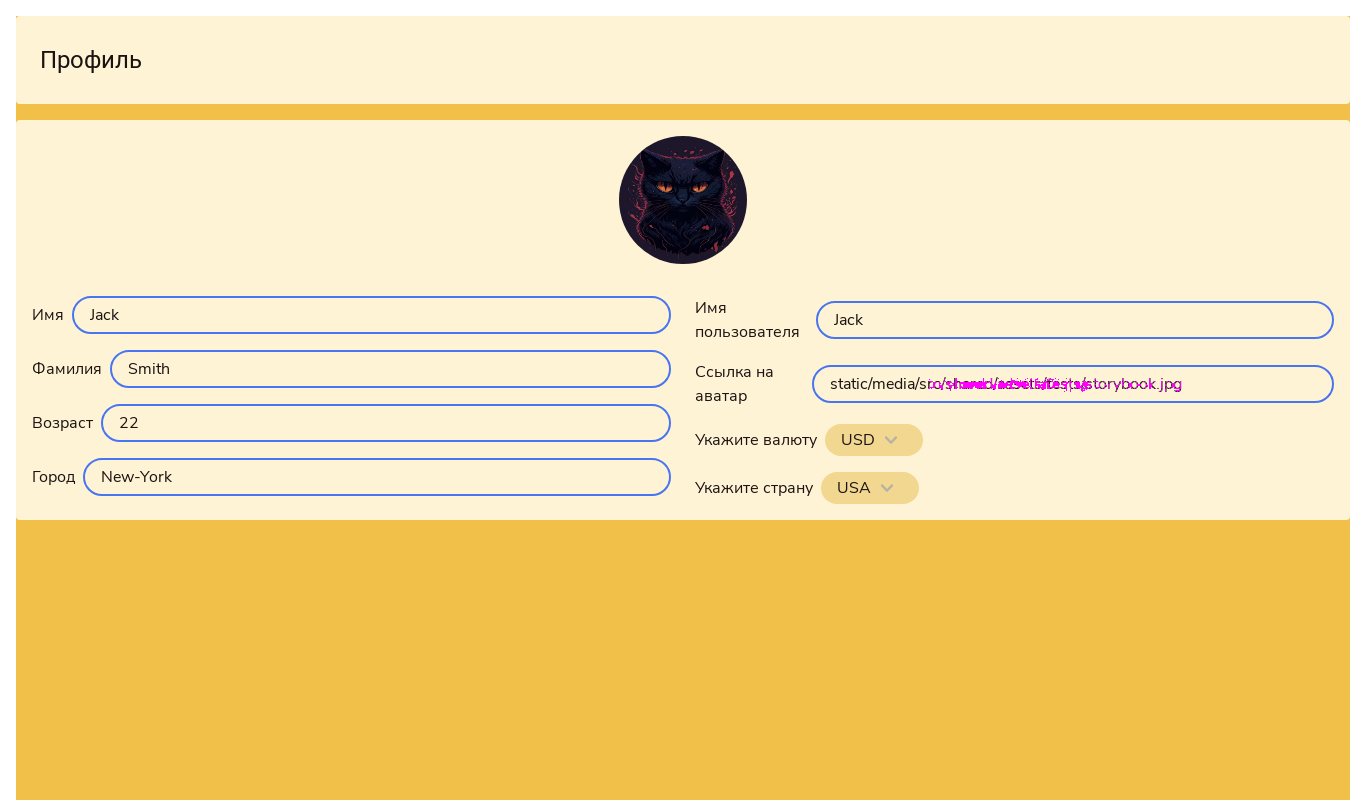 Профиль
Имя
Jack
Фамилия
Smith
Возраст
22
Город
New-York
Имя
пользователя
Jack
Ссылка на
аватар
static/media/src/shared/assets/tests/storybook.jpg
Укажите валюту
USD
Укажите страну
USA